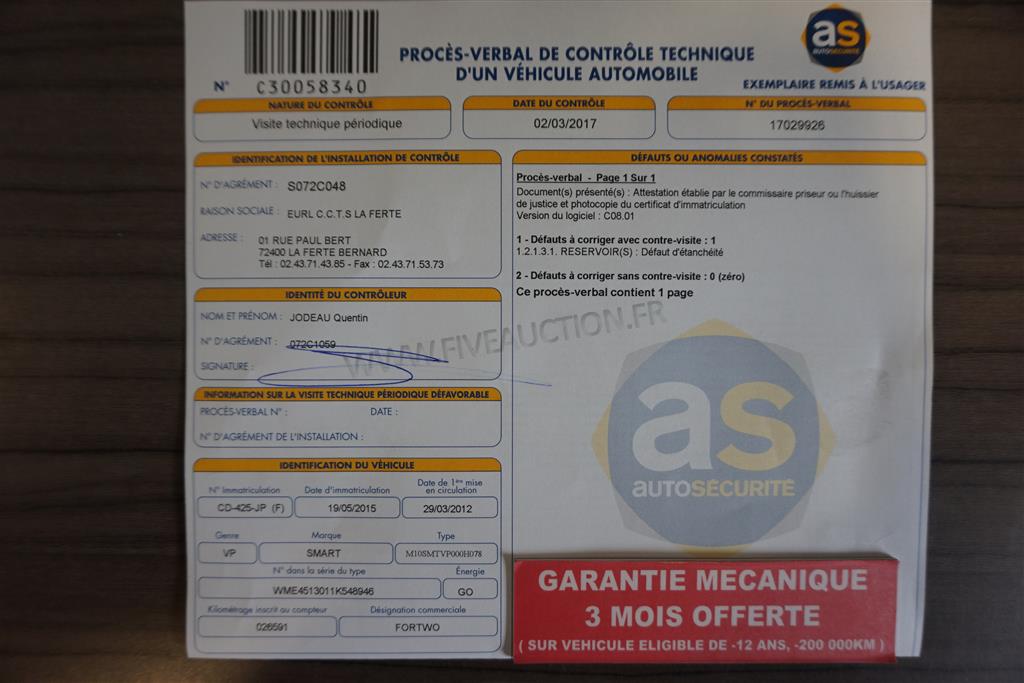 PROCÈS-VERBAL DE CONTRÔLE TECHNIQUE
D'UN VÉHICULE AUTOMOBILE
as
AUTOSÉCURITÉ
N° C30058340
EXEMPLAIRE REMIS À L'USAGER
NATURE DU CONTRÔLE
Visite technique périodique
DATE DU CONTRÔLE
02/03/2017
N° DU PROCÈS-VERBAL
17029926
IDENTIFICATION DE L'INSTALLATION DE CONTRÔLE
N° D'AGRÉMENT : S072C048
RAISON SOCIALE : EURL C.C.T.S LA FERTE
ADRESSE : 01 RUE PAUL BERT
72400 LA FERTE BERNARD
Tél : 02.43.71.43.85 - Fax : 02.43.71.53.73
IDENTITÉ DU CONTRÔLEUR
NOM ET PRÉNOM : JODEAU Quentin
N° D'AGRÉMENT : 072C1059
SIGNATURE :
INFORMATION SUR LA VISITE TECHNIQUE PÉRIODIQUE DÉFAVORABLE
PROCÈS-VERBAL N° : DATE :
N° D'AGRÉMENT DE L'INSTALLATION :
IDENTIFICATION DU VÉHICULE
N° Immatriculation
CD-425-JP (F)
Date d'immatriculation
19/05/2015
Date de 1ère mise
en circulation
29/03/2012
Genre
VP
Marque
SMART
Type
M10SMTVP000H078
N° dans la série du type
WME4513011K548946
Énergie
GO
Kilométrage inscrit au compteur
026591
Désignation commerciale
FORTWO
DÉFAUTS OU ANOMALIES CONSTATÉS
Procès-verbal - Page 1 Sur 1
Document(s) présenté(s) : Attestation établie par le commissaire priseur ou l'huissier
de justice et photocopie du certificat d'immatriculation
Version du logiciel : C08.01
1 - Défauts à corriger avec contre-visite : 1
1.2.1.3.1. RESERVOIR(S) : Défaut d'étanchéité
2 - Défauts à corriger sans contre-visite : 0 (zéro)
Ce procès-verbal contient 1 page
WWW.FIVEAUCTION.FR
as
AUTOSÉCURITÉ
GARANTIE MECANIQUE
3 MOIS OFFERTE
( SUR VEHICULE ELIGIBLE DE -12 ANS, -200 000KM )